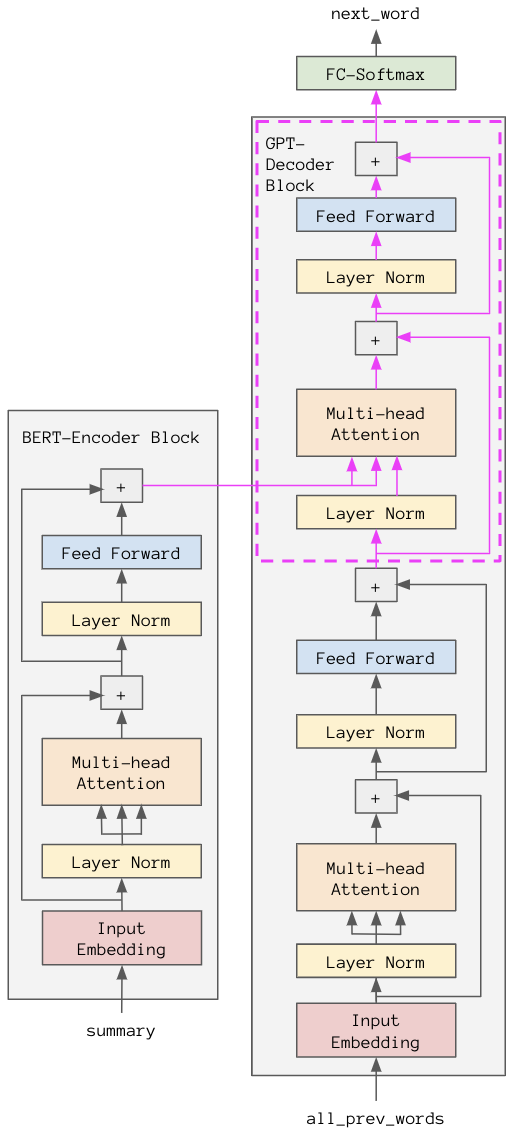 next_word
FC-Softmax
GPT-
Decoder
Block
+
Feed Forward
Layer Norm
+
Multi-head
Attention
Layer Norm
+
Feed Forward
Layer Norm
+
Multi-head
Attention
Layer Norm
Input
Embedding
all_prev_words
BERT-Encoder Block
+
Feed Forward
Layer Norm
+
Multi-head
Attention
Layer Norm
Input
Embedding
summary